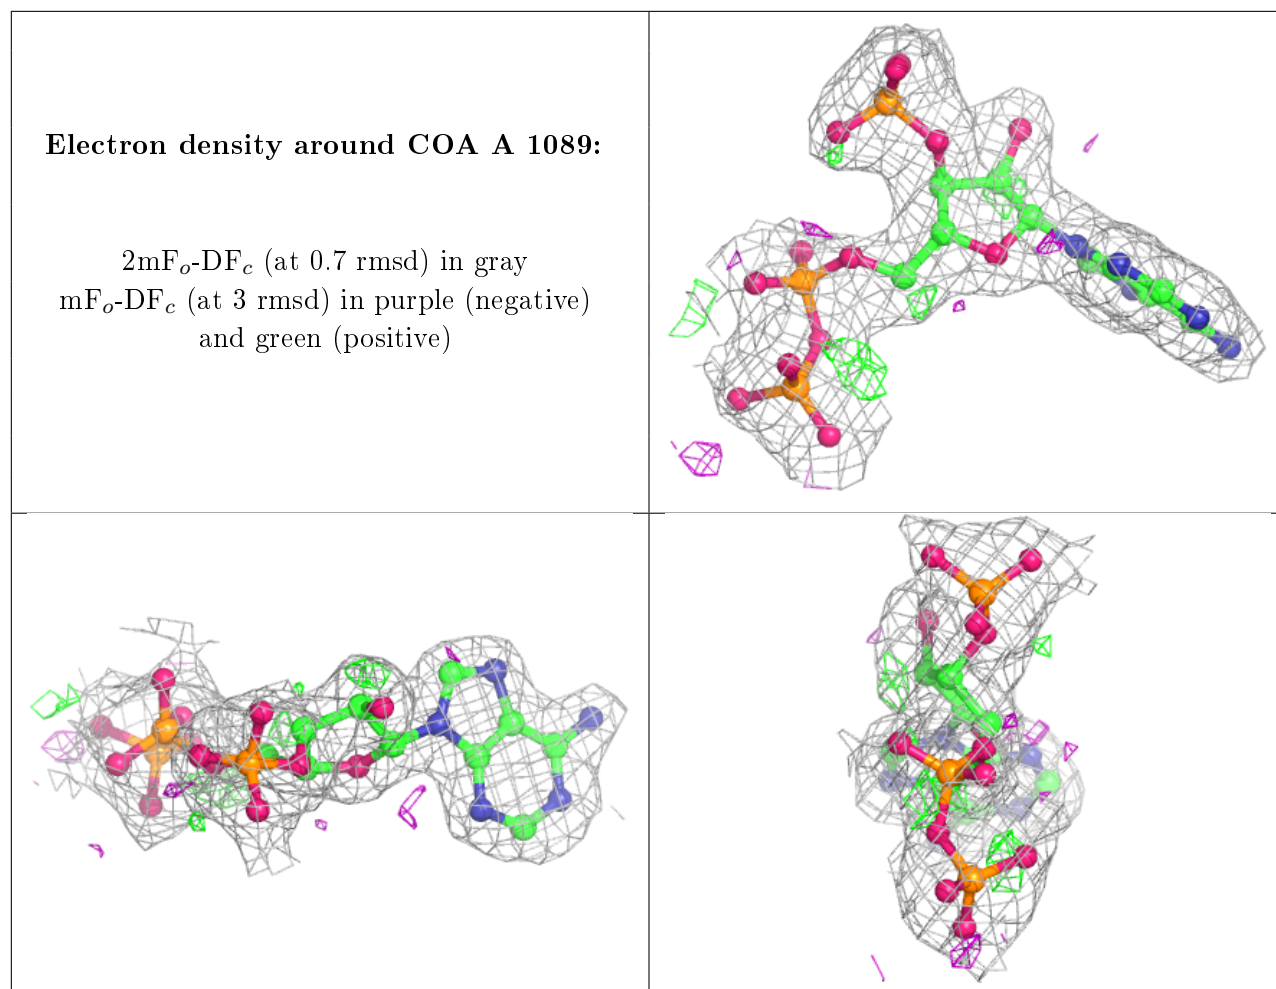 Electron density around COA A 1089:
2mFo-DFc (at 0.7 rmsd) in gray
mFo-DFc (at 3 rmsd) in purple (negative)
and green (positive)